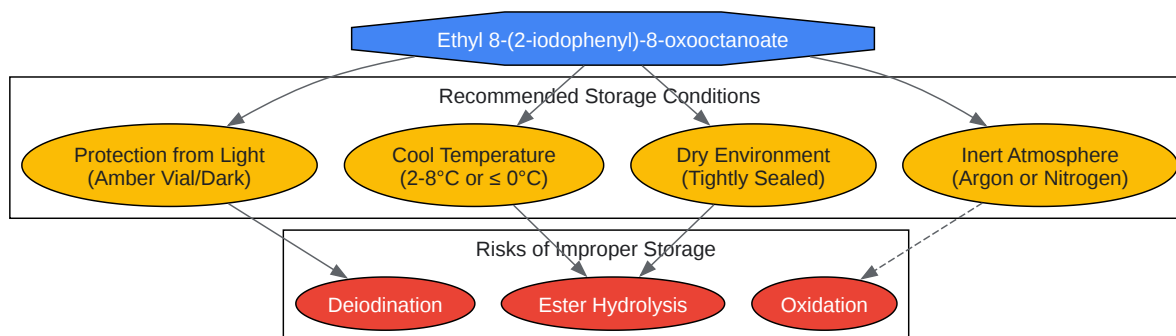 Ethyl 8-(2-iodophenyl)-8-oxooctanoate
Recommended Storage Conditions
Protection from Light
(Amber Vial/Dark)
Cool Temperature
(2-8°C or ≤ 0°C)
Dry Environment
(Tightly Sealed)
Inert Atmosphere
(Argon or Nitrogen)
Risks of Improper Storage
Deiodination
Ester Hydrolysis
Oxidation